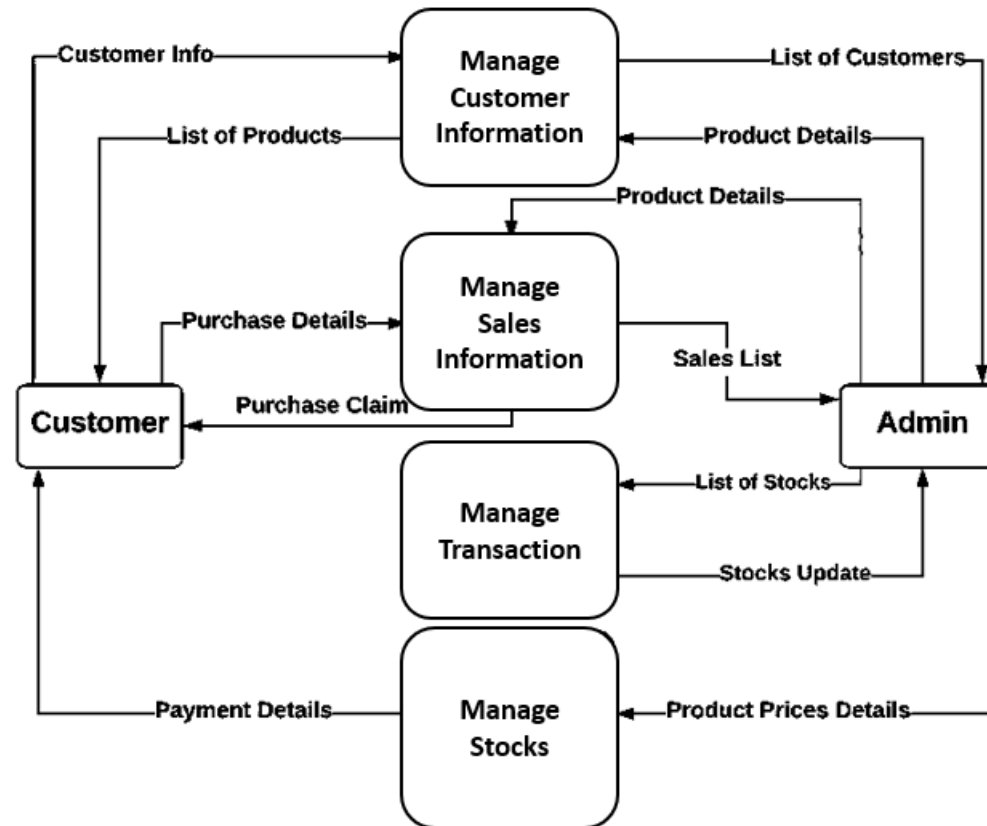 Customer Info
Manage
Customer
Information
List of Customers
List of Products
Product Details
Product Details
Purchase Details
Manage
Sales
Information
Sales List
Customer
Purchase Claim
Admin
Manage
Transaction
List of Stocks
Stocks Update
Payment Details
Manage
Stocks
Product Prices Details